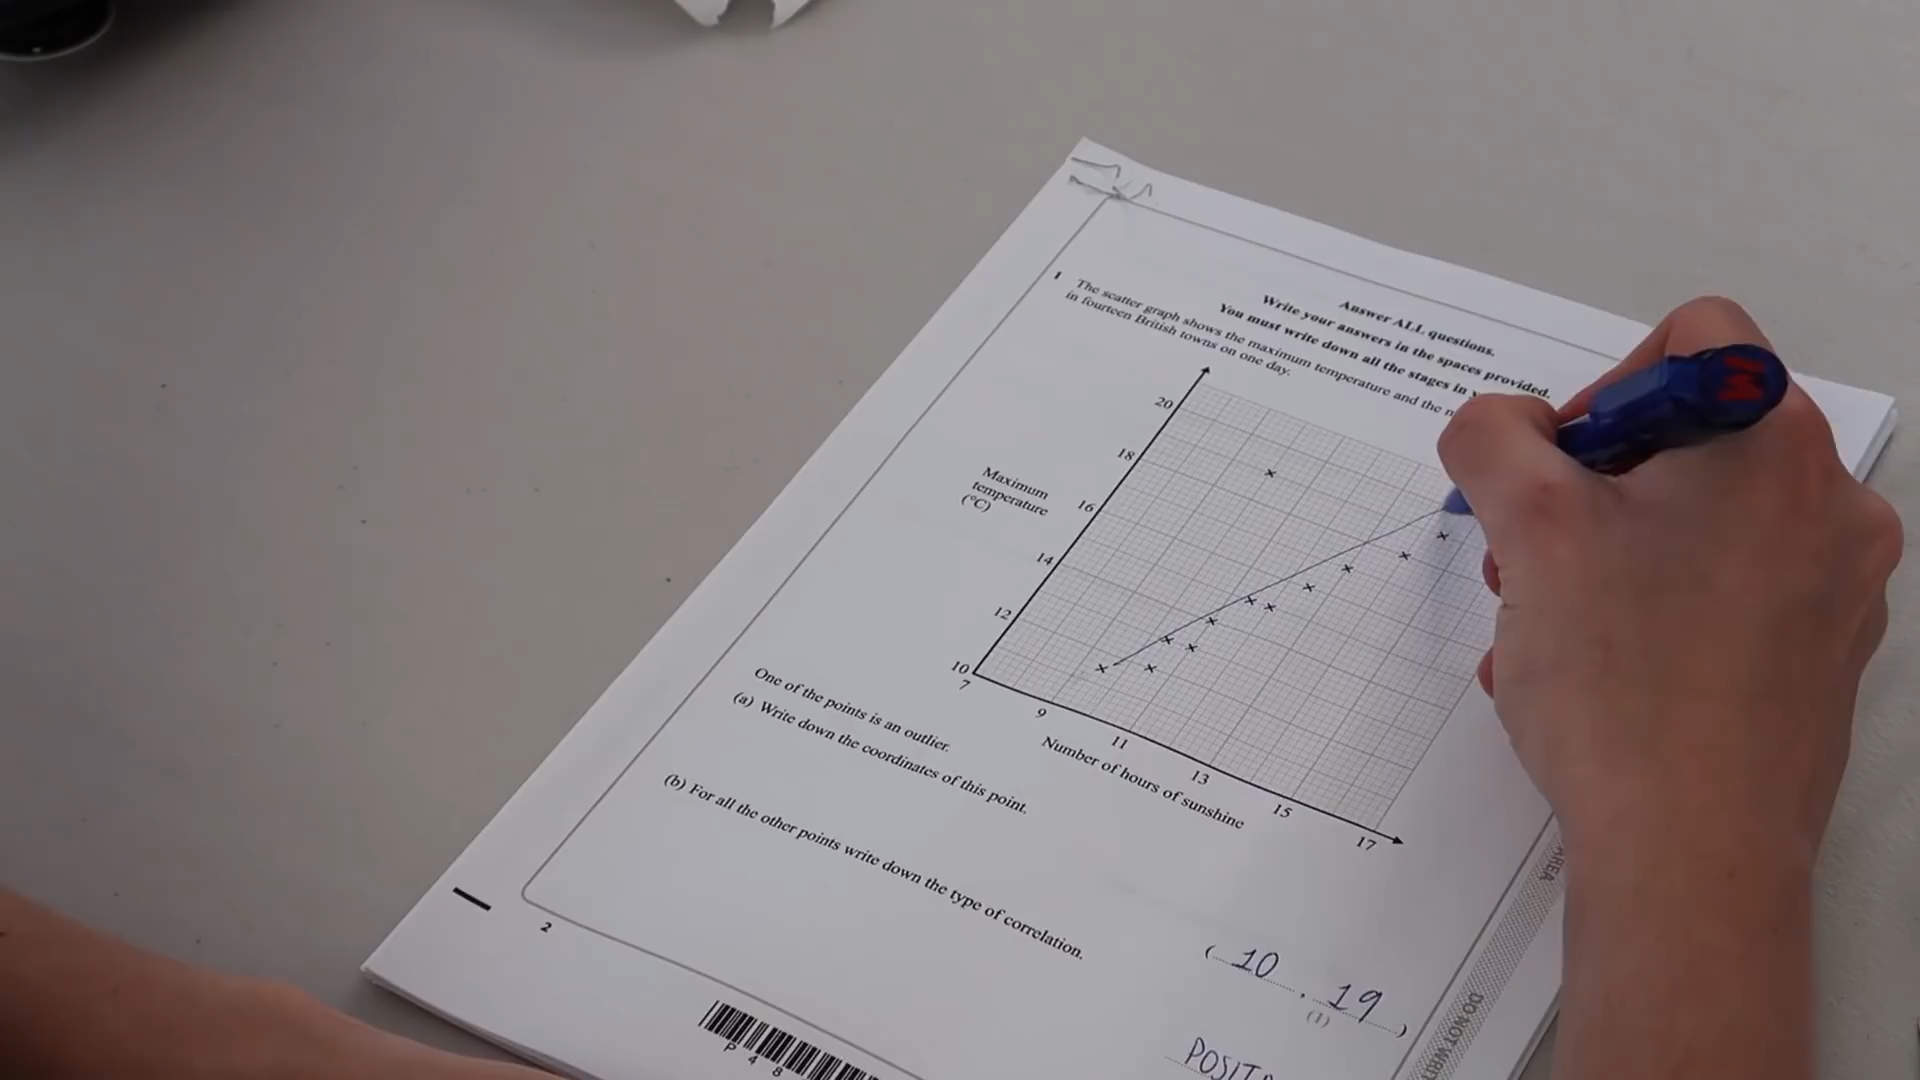 Answer ALL questions.
Write your answers in the spaces provided.
You must write down all the stages in
1 The scatter graph shows the maximum temperature and the
in fourteen British towns on one day.
20
18
16
14
12
10
Maximum
temperature
(°C)
7
9
11
13
15
17
Number of hours of sunshine
One of the points is an outlier.
(a) Write down the coordinates of this point.
( 10 , 19 )
(1)
(b) For all the other points write down the type of correlation.
2
P 4 8
AREA
DO NOT